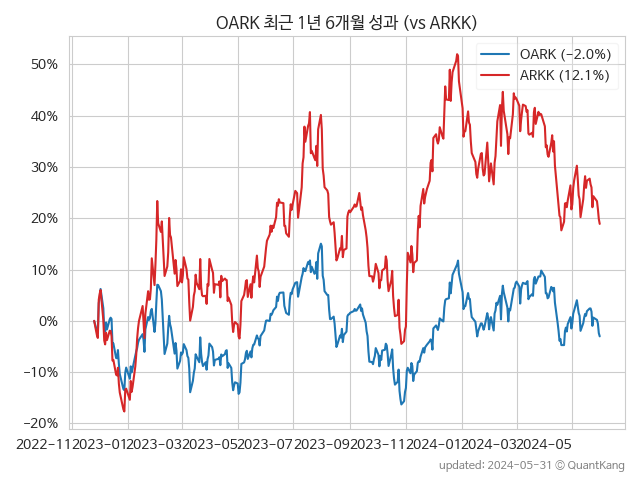 OARK 최근 1년 6개월 성과 (vs ARKK)
OARK (−2.0%)
ARKK (12.1%)
50%
40%
30%
20%
10%
0%
−10%
−20%
2022-11 2023-01 2023-03 2023-05 2023-07 2023-09 2023-11 2024-01 2024-03 2024-05
updated: 2024-05-31 © QuantKang